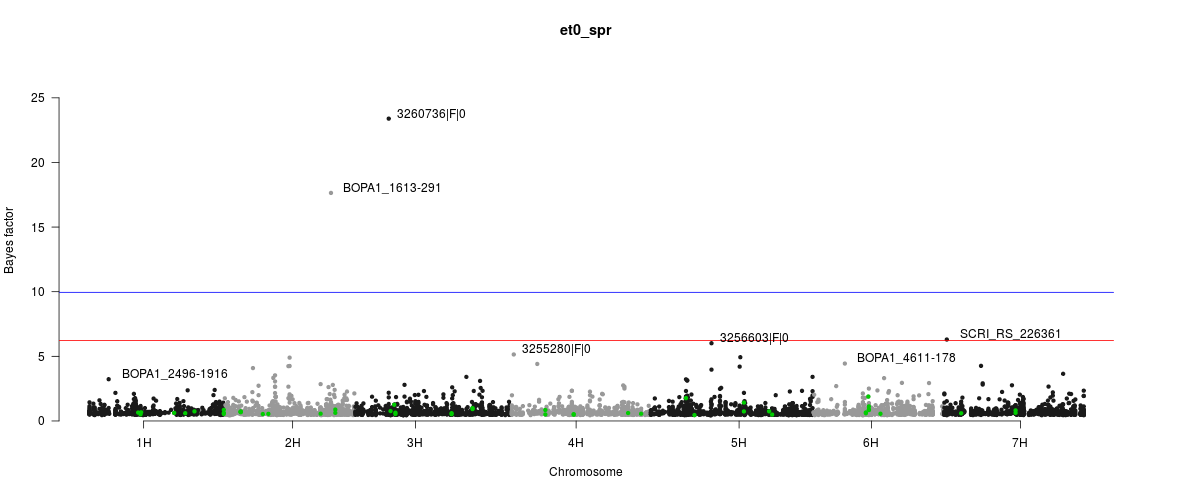 et0_spr
25
3260736|F|0
20
BOPA1_1613-291
15
Bayes factor
10
SCRI_RS_226361
3256603|F|0
3255280|F|0
5
BOPA1_4611-178
BOPA1_2496-1916
0
1H 2H 3H 4H 5H 6H 7H
Chromosome